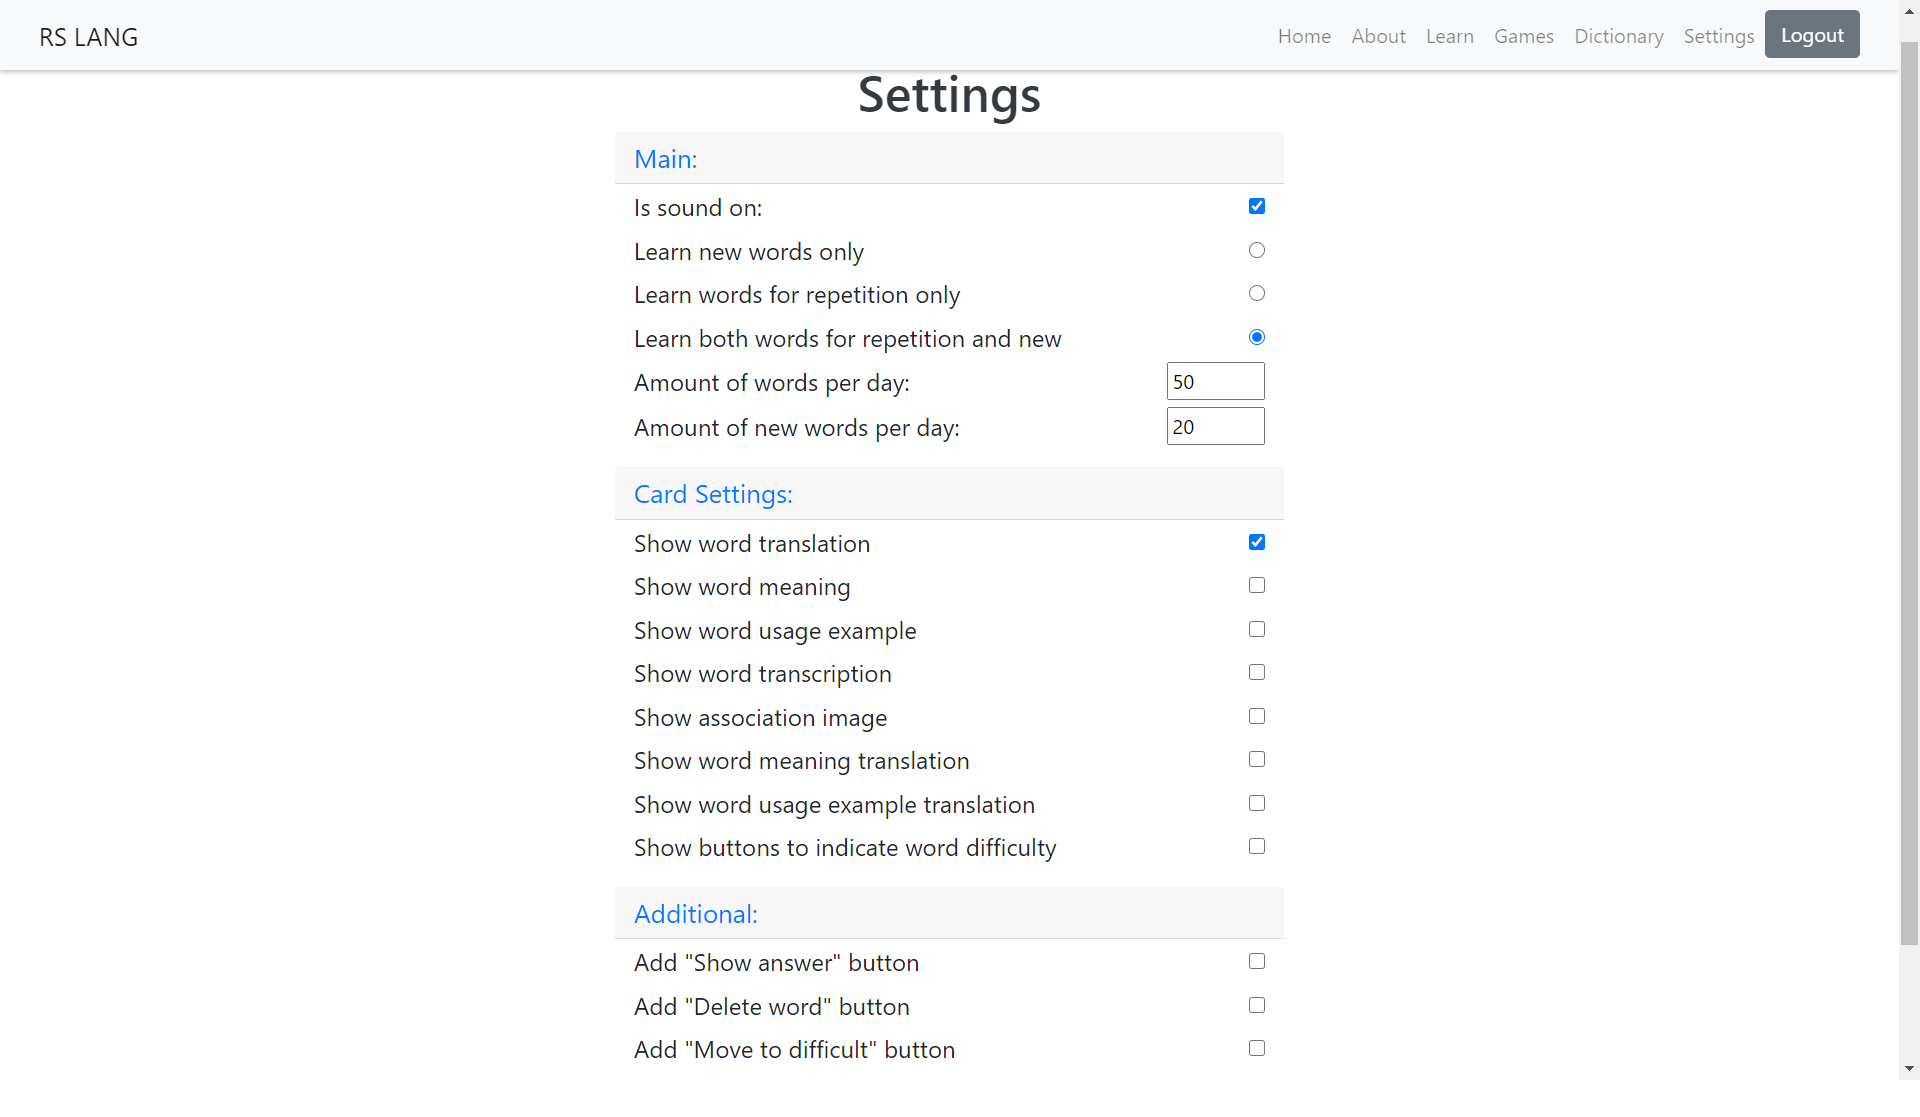 RS LANG
Home About Learn Games Dictionary Settings Logout
Settings
Main:
Is sound on:
Learn new words only
Learn words for repetition only
Learn both words for repetition and new
Amount of words per day: 50
Amount of new words per day: 20
Card Settings:
Show word translation
Show word meaning
Show word usage example
Show word transcription
Show association image
Show word meaning translation
Show word usage example translation
Show buttons to indicate word difficulty
Additional:
Add "Show answer" button
Add "Delete word" button
Add "Move to difficult" button